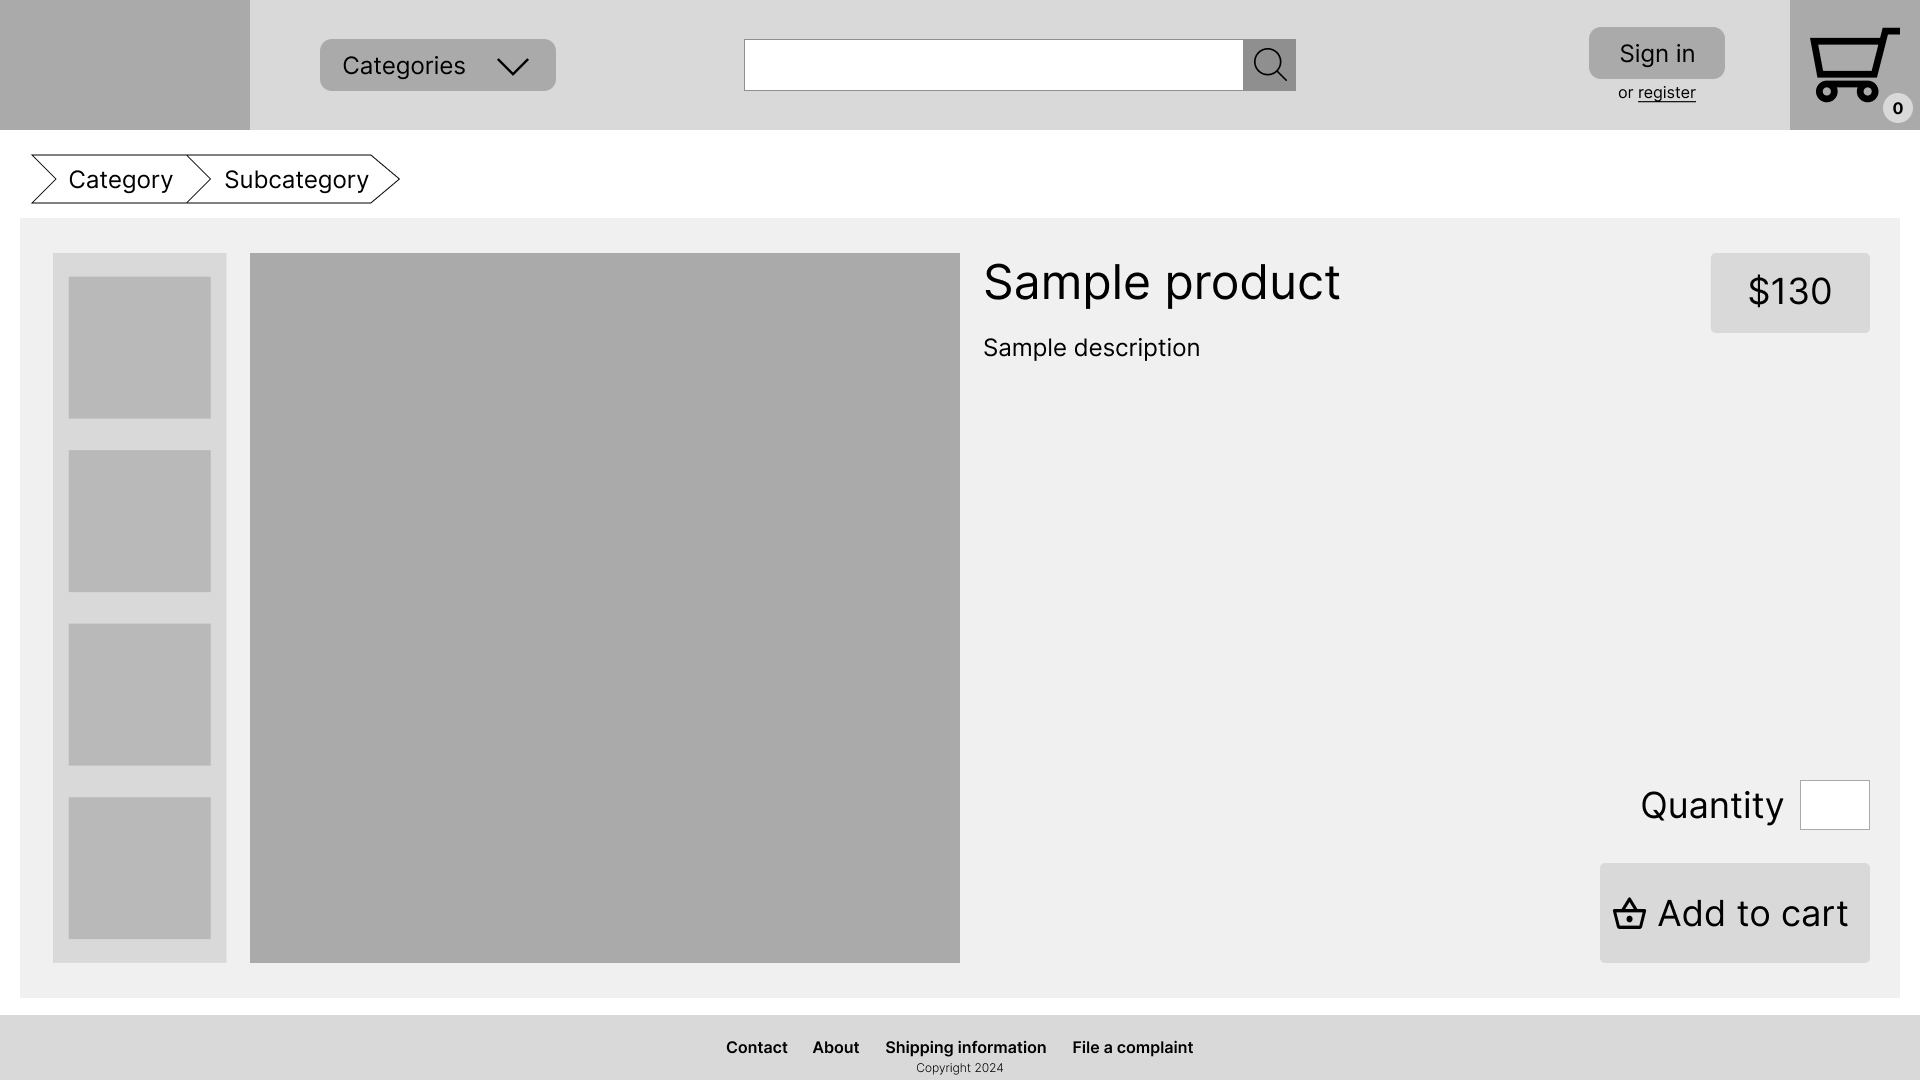 Categories
Sign in
or register
0
Category
Subcategory
Sample product
$130
Sample description
Quantity
Add to cart
Contact About Shipping information File a complaint
Copyright 2024